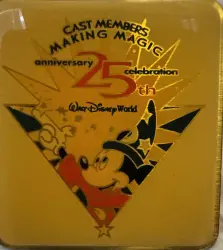 CAST MEMBERS
MAKING MAGIC
anniversary 25th celebration
Walt Disney World